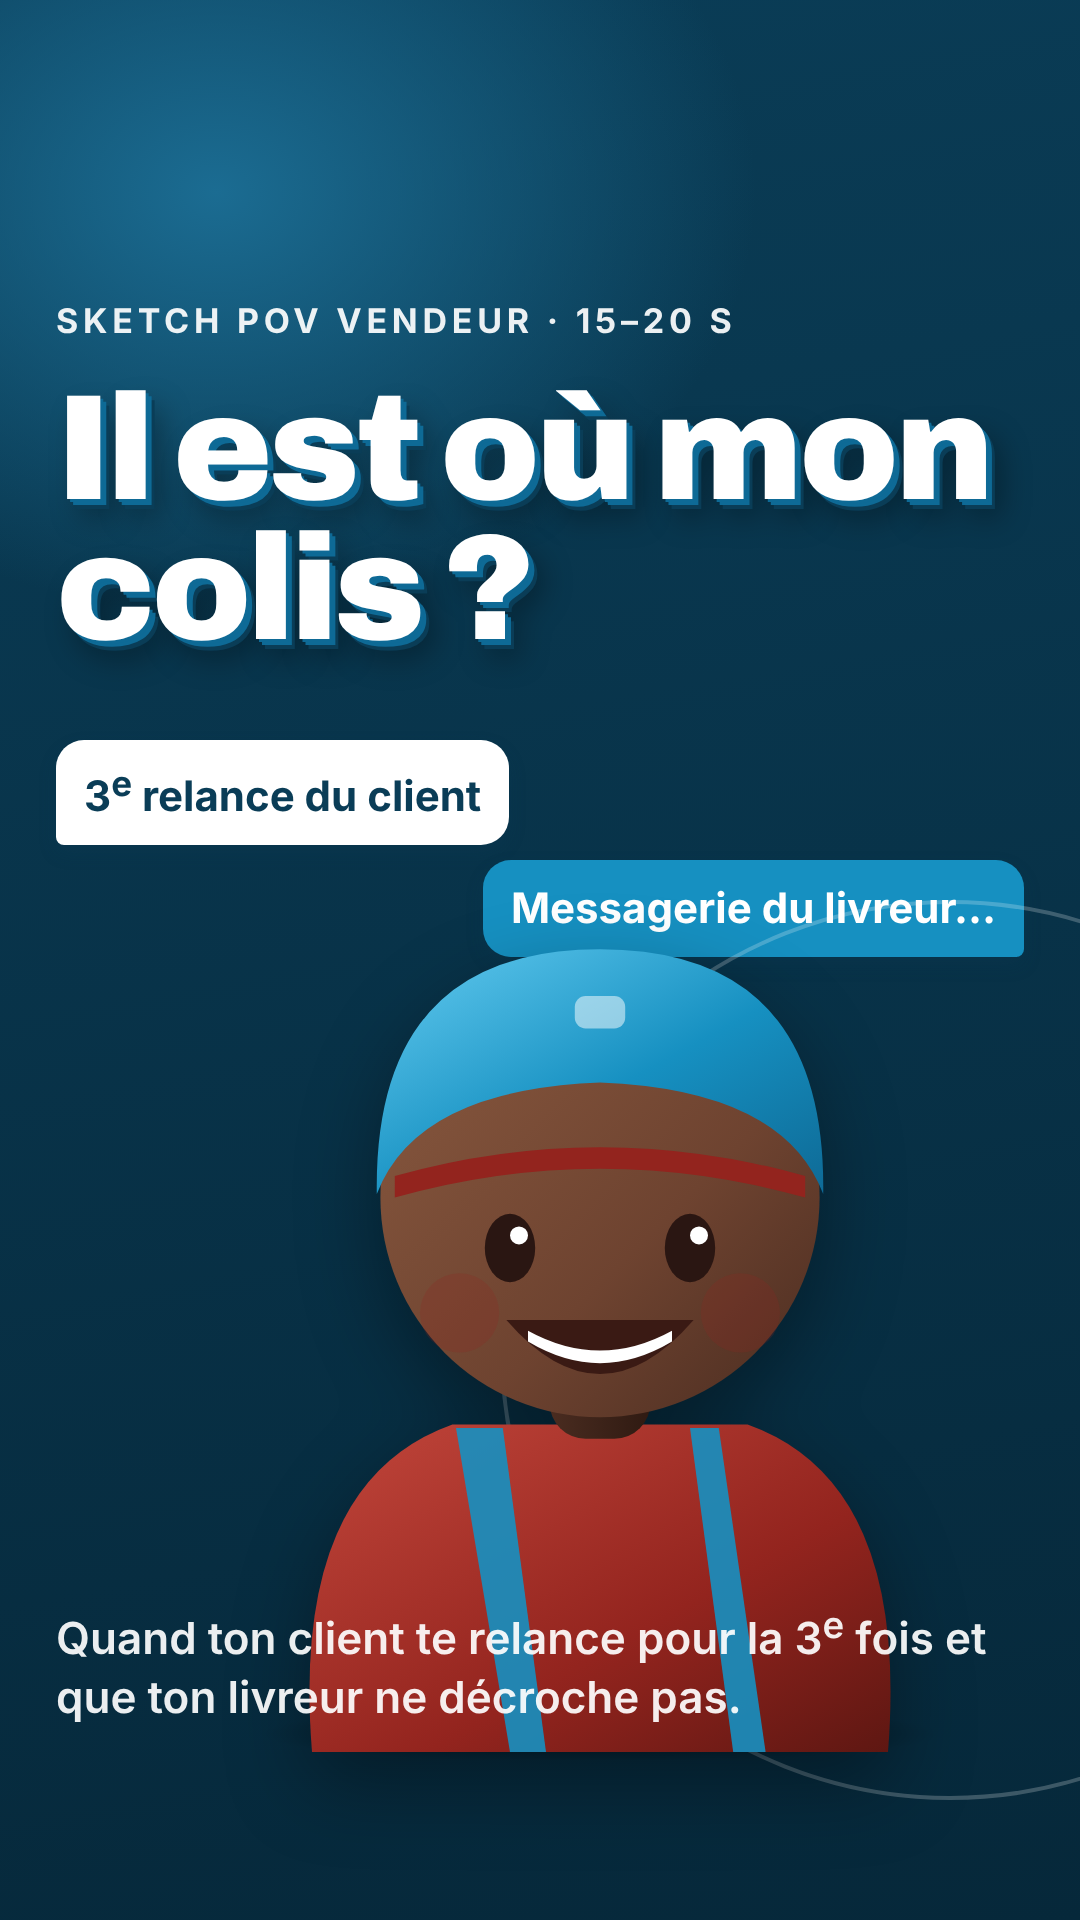 SKETCH POV VENDEUR · 15–20 S
Il est où mon
colis ?
3e relance du client
Messagerie du livreur…
Quand ton client te relance pour la 3e fois et
que ton livreur ne décroche pas.